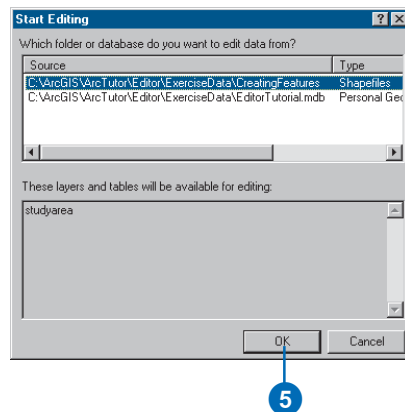 Start Editing
Which folder or database do you want to edit data from?
Source Type
C:\ArcGIS\ArcTutor\Editor\ExerciseData\CreatingFeatures Shapefiles
C:\ArcGIS\ArcTutor\Editor\ExerciseData\EditorTutorial.mdb Personal Geo
These layers and tables will be available for editing:
studyarea
OK Cancel
5